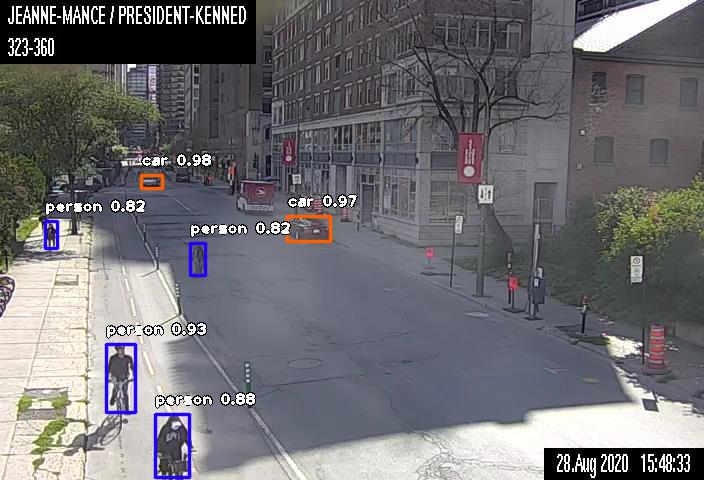 JEANNE-MANCE / PRESIDENT-KENNED
323-360
car 0.98
car 0.97
person 0.82
person 0.82
person 0.93
person 0.88
28.Aug 2020 15:48:33